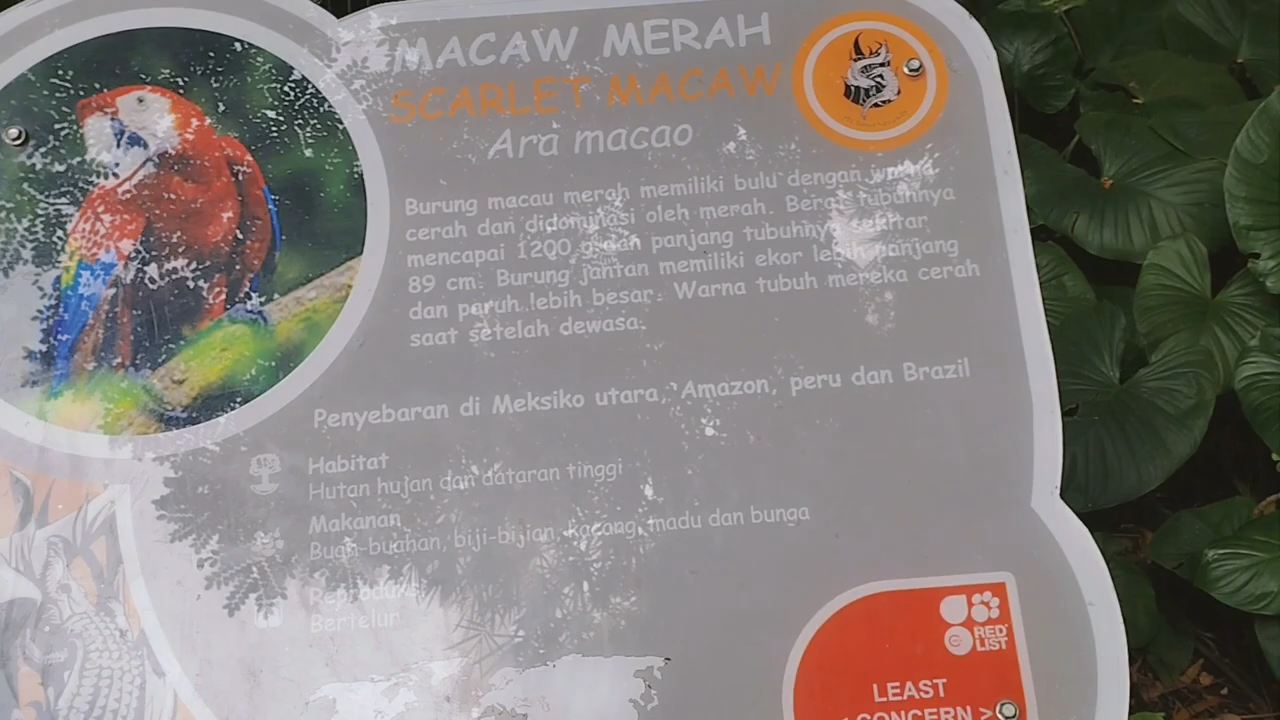 MACAW MERAH
SCARLET MACAW
Ara macao
Burung macau merah memiliki bulu dengan warna
cerah dan didominasi oleh merah. Berat tubuhnya
mencapai 1200 g dan panjang tubuhnya sekitar
89 cm. Burung jantan memiliki ekor lebih panjang
dan paruh lebih besar. Warna tubuh mereka cerah
saat setelah dewasa.
Penyebaran di Meksiko utara, Amazon, peru dan Brazil
Habitat
Hutan hujan dan dataran tinggi
Makanan
Buah-buahan, biji-bijian, kacang, madu dan bunga
Reproduksi
Bertelur
RED
LIST
LEAST
CONCERN >